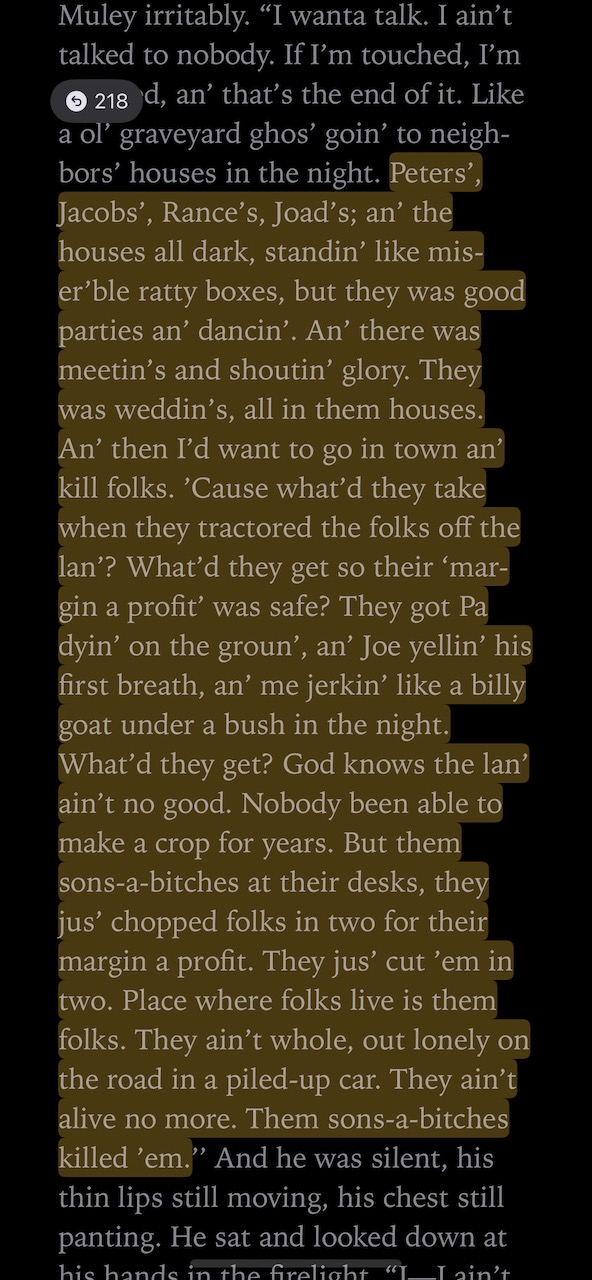 Muley irritably. “I wanta talk. I ain’t
talked to nobody. If I’m touched, I’m
218
d, an’ that’s the end of it. Like
a ol’ graveyard ghos’ goin’ to neigh-
bors’ houses in the night. Peters’,
Jacobs’, Rance’s, Joad’s; an’ the
houses all dark, standin’ like mis-
er’ble ratty boxes, but they was good
parties an’ dancin’. An’ there was
meetin’s and shoutin’ glory. They
was weddin’s, all in them houses.
An’ then I’d want to go in town an’
kill folks. ’Cause what’d they take
when they tractored the folks off the
lan’? What’d they get so their ‘mar-
gin a profit’ was safe? They got Pa
dyin’ on the groun’, an’ Joe yellin’ his
first breath, an’ me jerkin’ like a billy
goat under a bush in the night.
What’d they get? God knows the lan’
ain’t no good. Nobody been able to
make a crop for years. But them
sons-a-bitches at their desks, they
jus’ chopped folks in two for their
margin a profit. They jus’ cut ’em in
two. Place where folks live is them
folks. They ain’t whole, out lonely on
the road in a piled-up car. They ain’t
alive no more. Them sons-a-bitches
killed ’em.’’ And he was silent, his
thin lips still moving, his chest still
panting. He sat and looked down at
his hands in the firelight. “I—I ain’t